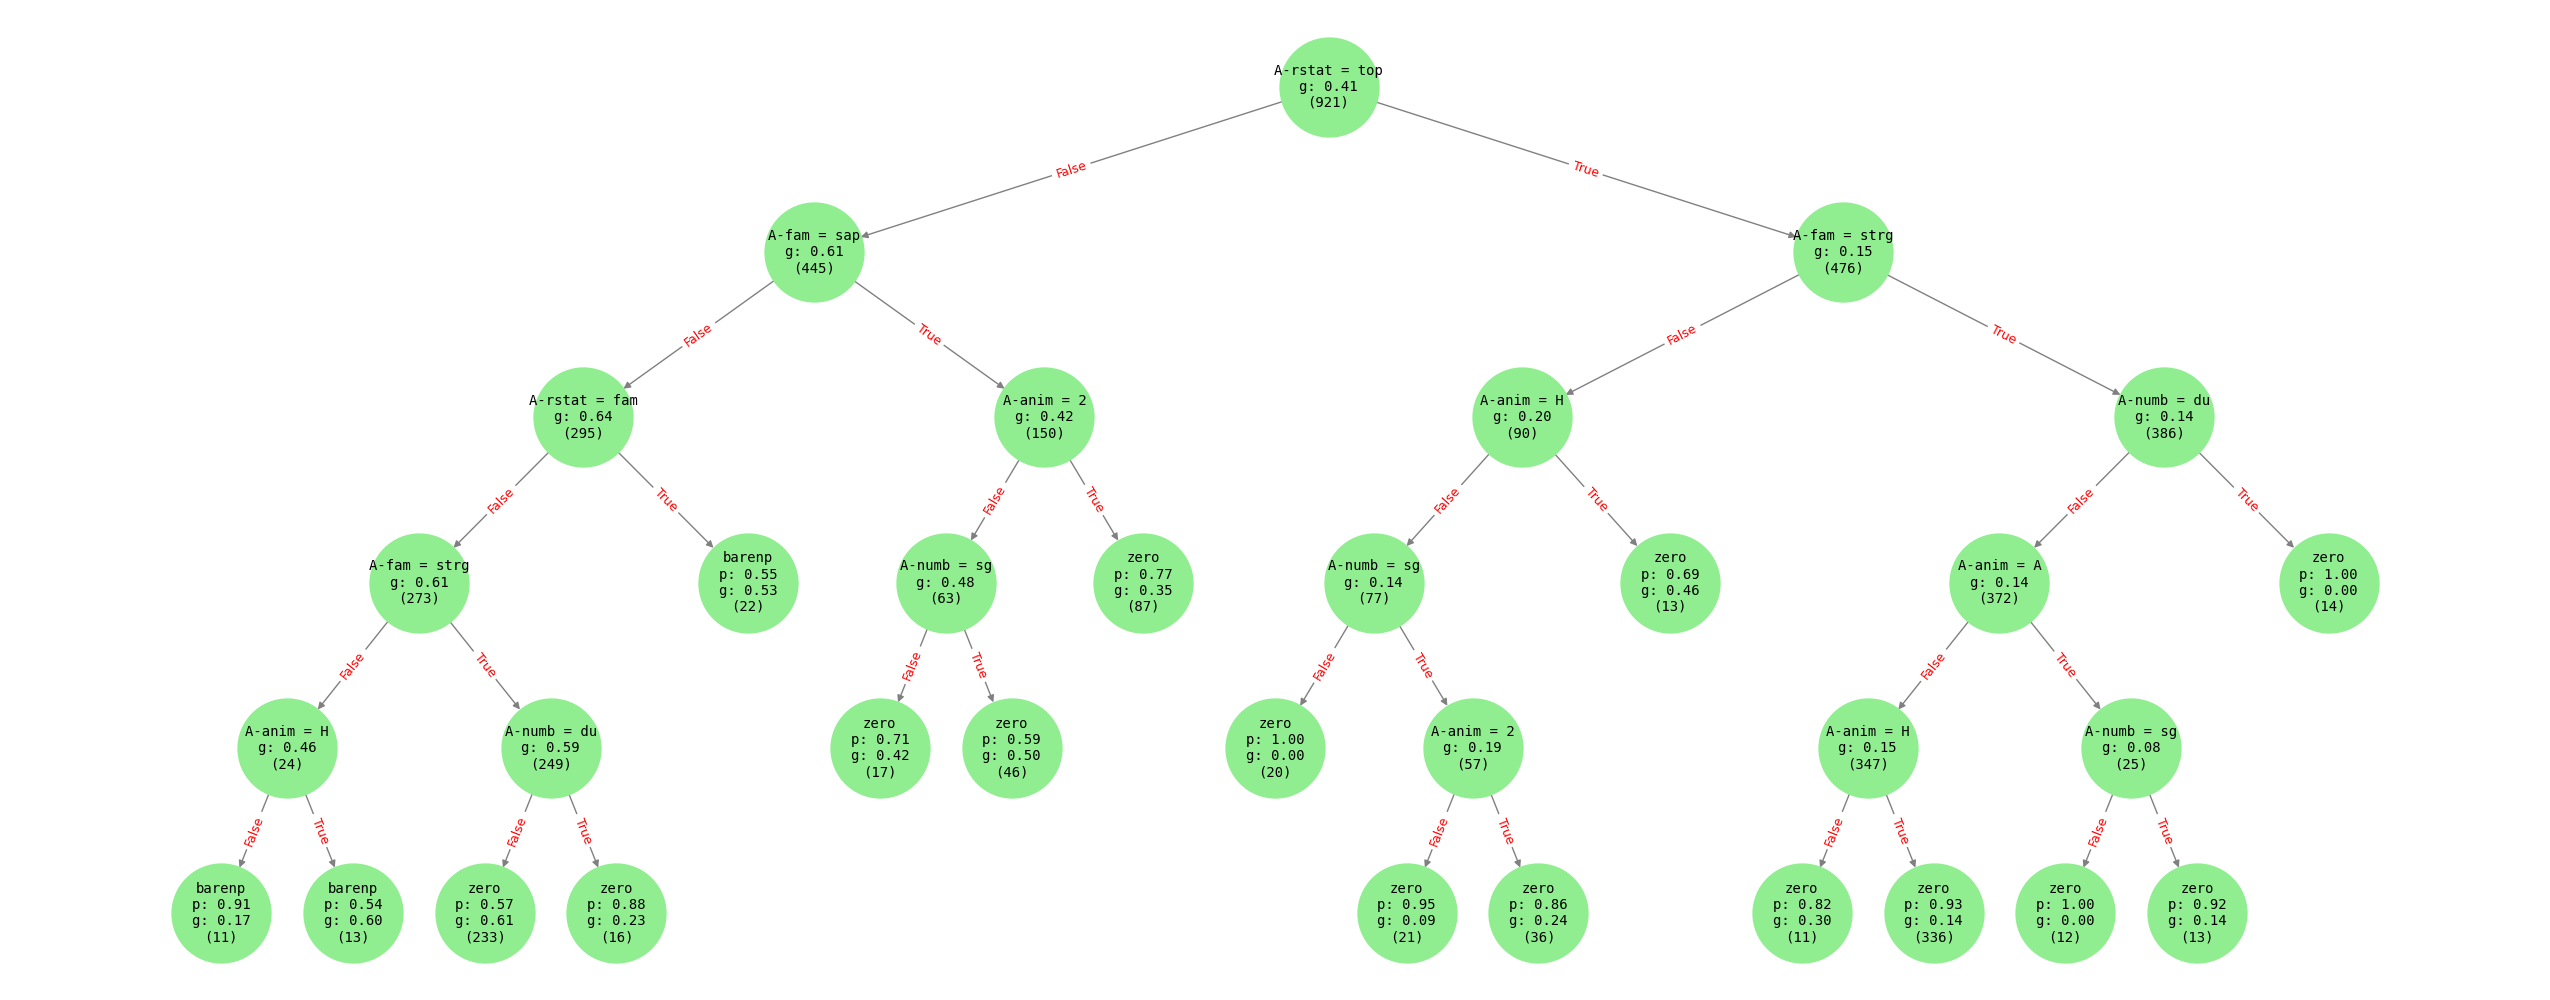 A-rstat = top
g: 0.41
(921)
False
True
A-fam = sap
g: 0.61
(445)
A-fam = strg
g: 0.15
(476)
False
True
False
True
A-rstat = fam
g: 0.64
(295)
A-anim = 2
g: 0.42
(150)
A-anim = H
g: 0.20
(90)
A-numb = du
g: 0.14
(386)
False
True
False
True
False
True
False
True
A-fam = strg
g: 0.61
(273)
barenp
p: 0.55
g: 0.53
(22)
A-numb = sg
g: 0.48
(63)
zero
p: 0.77
g: 0.35
(87)
A-numb = sg
g: 0.14
(77)
zero
p: 0.69
g: 0.46
(13)
A-anim = A
g: 0.14
(372)
zero
p: 1.00
g: 0.00
(14)
False
True
False
True
False
True
False
True
A-anim = H
g: 0.46
(24)
A-numb = du
g: 0.59
(249)
zero
p: 0.71
g: 0.42
(17)
zero
p: 0.59
g: 0.50
(46)
zero
p: 1.00
g: 0.00
(20)
A-anim = 2
g: 0.19
(57)
A-anim = H
g: 0.15
(347)
A-numb = sg
g: 0.08
(25)
False
True
False
True
False
True
False
True
False
True
barenp
p: 0.91
g: 0.17
(11)
barenp
p: 0.54
g: 0.60
(13)
zero
p: 0.57
g: 0.61
(233)
zero
p: 0.88
g: 0.23
(16)
zero
p: 0.95
g: 0.09
(21)
zero
p: 0.86
g: 0.24
(36)
zero
p: 0.82
g: 0.30
(11)
zero
p: 0.93
g: 0.14
(336)
zero
p: 1.00
g: 0.00
(12)
zero
p: 0.92
g: 0.14
(13)